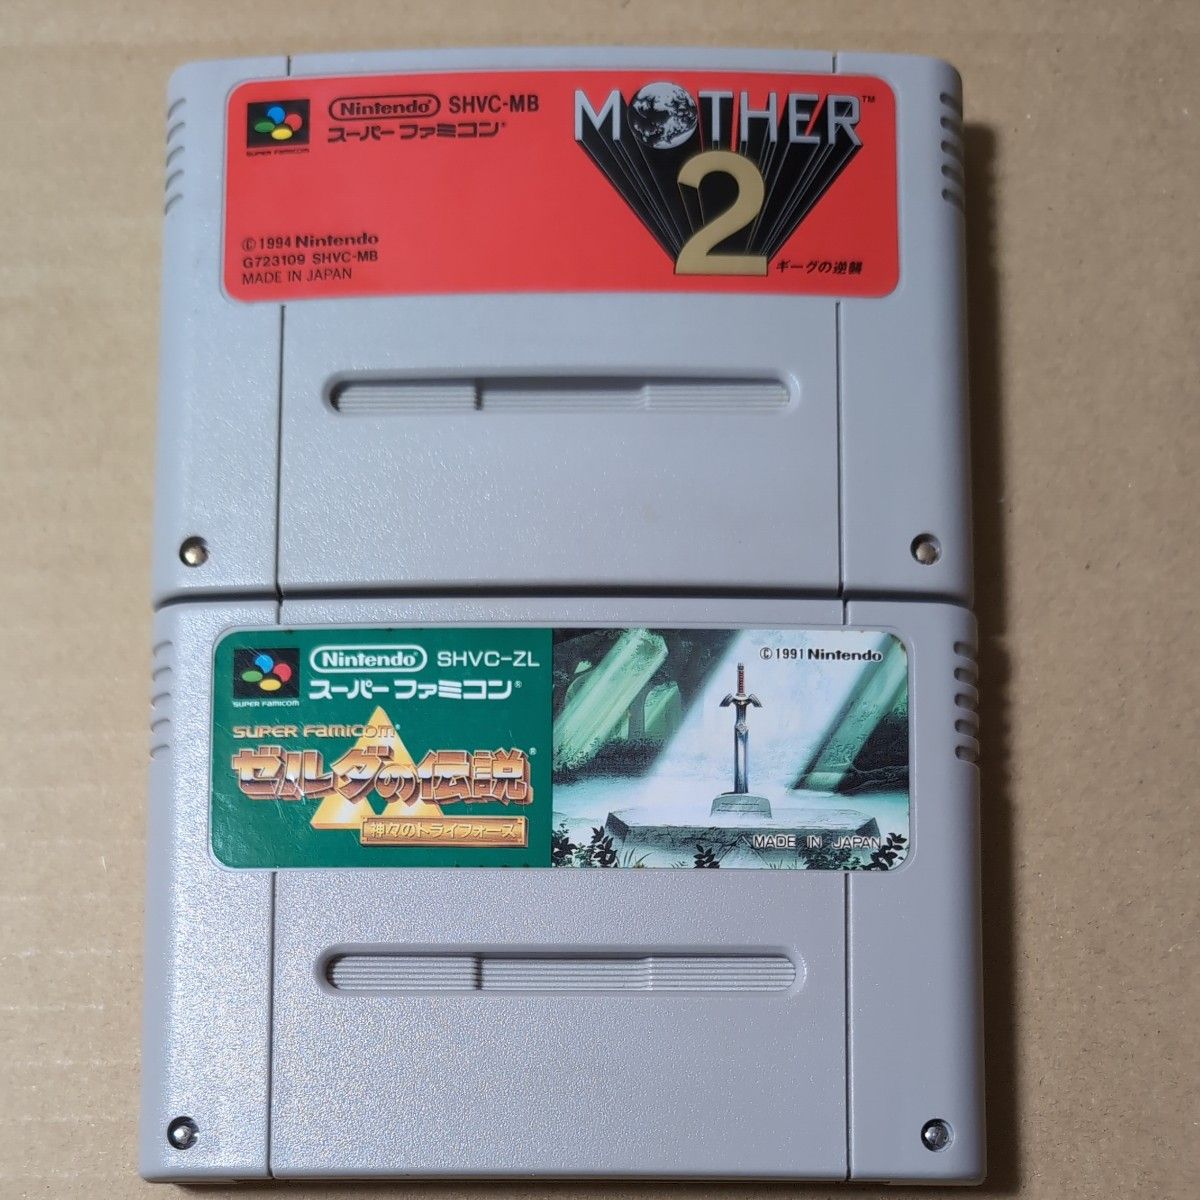 SUPER FAMICOM
Nintendo SHVC-MB
スーパーファミコン®
MOTHER™
2
ギーグの逆襲
©1994 Nintendo
G723109 SHVC-MB
MADE IN JAPAN
SUPER FAMICOM
Nintendo SHVC-ZL
スーパーファミコン®
SUPER FAMICOM®
ゼルダの伝説®
神々のトライフォース
©1991 Nintendo
MADE IN JAPAN